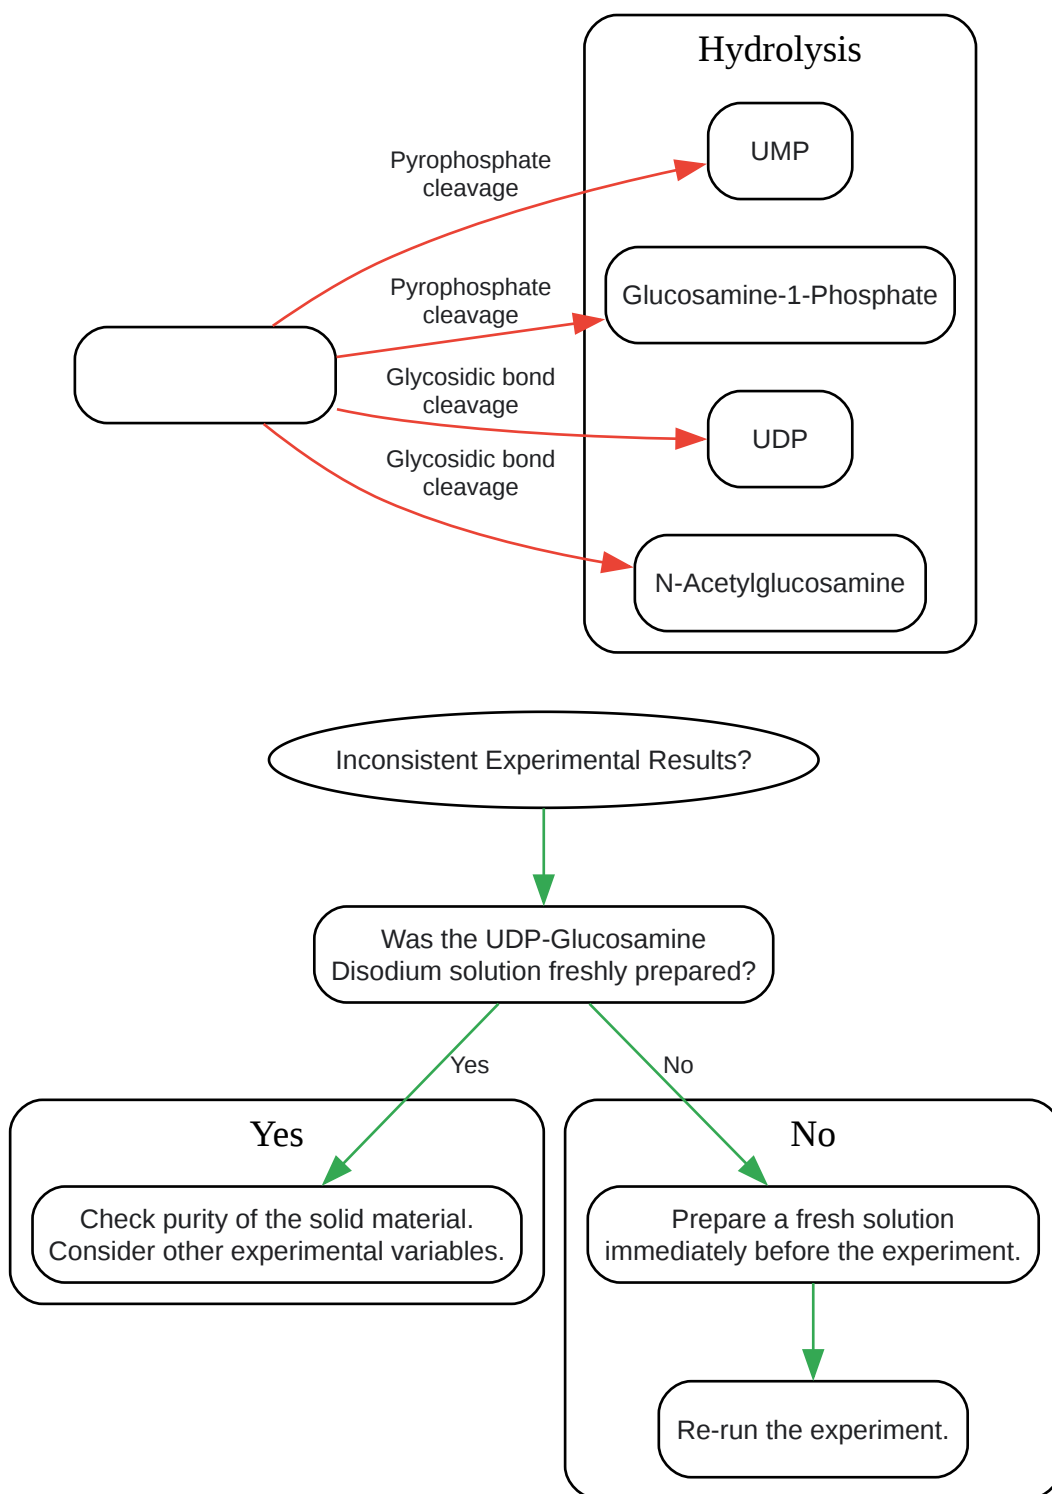 Hydrolysis
UMP
Pyrophosphate
cleavage
Pyrophosphate
cleavage
Glucosamine-1-Phosphate
Glycosidic bond
cleavage
UDP
Glycosidic bond
cleavage
N-Acetylglucosamine
Inconsistent Experimental Results?
Was the UDP-Glucosamine
Disodium solution freshly prepared?
Yes
No
Yes
Check purity of the solid material.
Consider other experimental variables.
No
Prepare a fresh solution
immediately before the experiment.
Re-run the experiment.